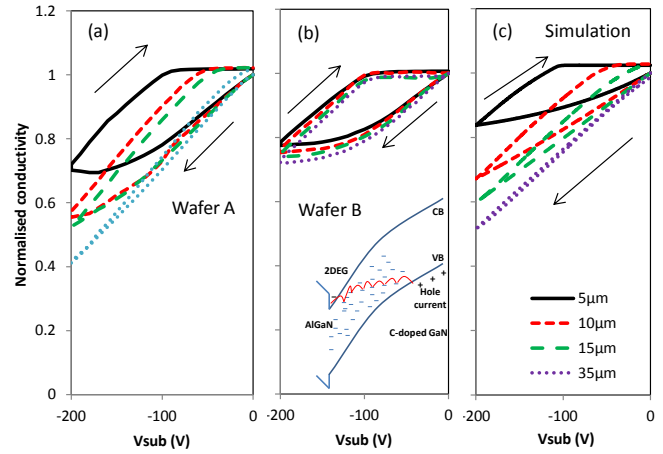 (a)
(b)
(c) Simulation
1.2
1
0.8
0.6
0.4
0.2
0
Normalised conductivity
Wafer A
Wafer B
CB
2DEG
VB
Hole
current
AlGaN
C-doped GaN
5µm
10µm
15µm
35µm
-200 -100 0
-200 -100 0
-200 -100 0
Vsub (V)
Vsub (V)
Vsub (V)